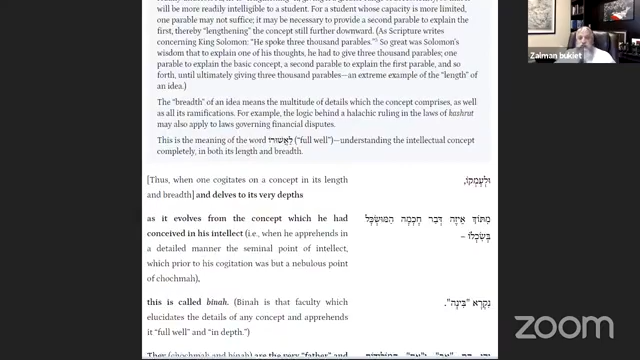 will be more readily intelligible to a student. For a student whose capacity is more limited,
one parable may not suffice; it may be necessary to provide a second parable to explain the
first, thereby "lengthening" the concept still further downward. (As Scripture writes
concerning King Solomon: "He spoke three thousand parables." So great was Solomon's
wisdom that to explain one of his thoughts, he had to give three thousand parables; one
parable to explain the basic concept, a second parable to explain the first parable, and so
forth, until ultimately giving three thousand parables—an extreme example of the "length" of
an idea.)
The "breadth" of an idea means the multitude of details which the concept comprises, as well
as all its ramifications. For example, the logic behind a halachic ruling in the laws of kashrut
may also apply to laws governing financial disputes.
This is the meaning of the word לַאֲשׁוּרוֹ ("full well")—understanding the intellectual concept
completely, in both its length and breadth.
[Thus, when one cogitates on a concept in its length
and breadth] and delves to its very depths
וּלְעָמְקוֹ,
as it evolves from the concept which he had
conceived in his intellect (i.e., when he apprehends in
a detailed manner the seminal point of intellect,
which prior to his cogitation was but a nebulous point
of chochmah),
מִתּוֹךְ אֵיזֶה דְּבַר חָכְמָה הַמּוּשְׂכָּל
בְּשִׂכְלוֹ –
this is called binah. (Binah is that faculty which
elucidates the details of any concept and apprehends
it "full well" and "in depth.")
נִקְרָא "בִּינָה".
They (chochmah and binah) are the very "father" and
Zalman bukiet
zoom